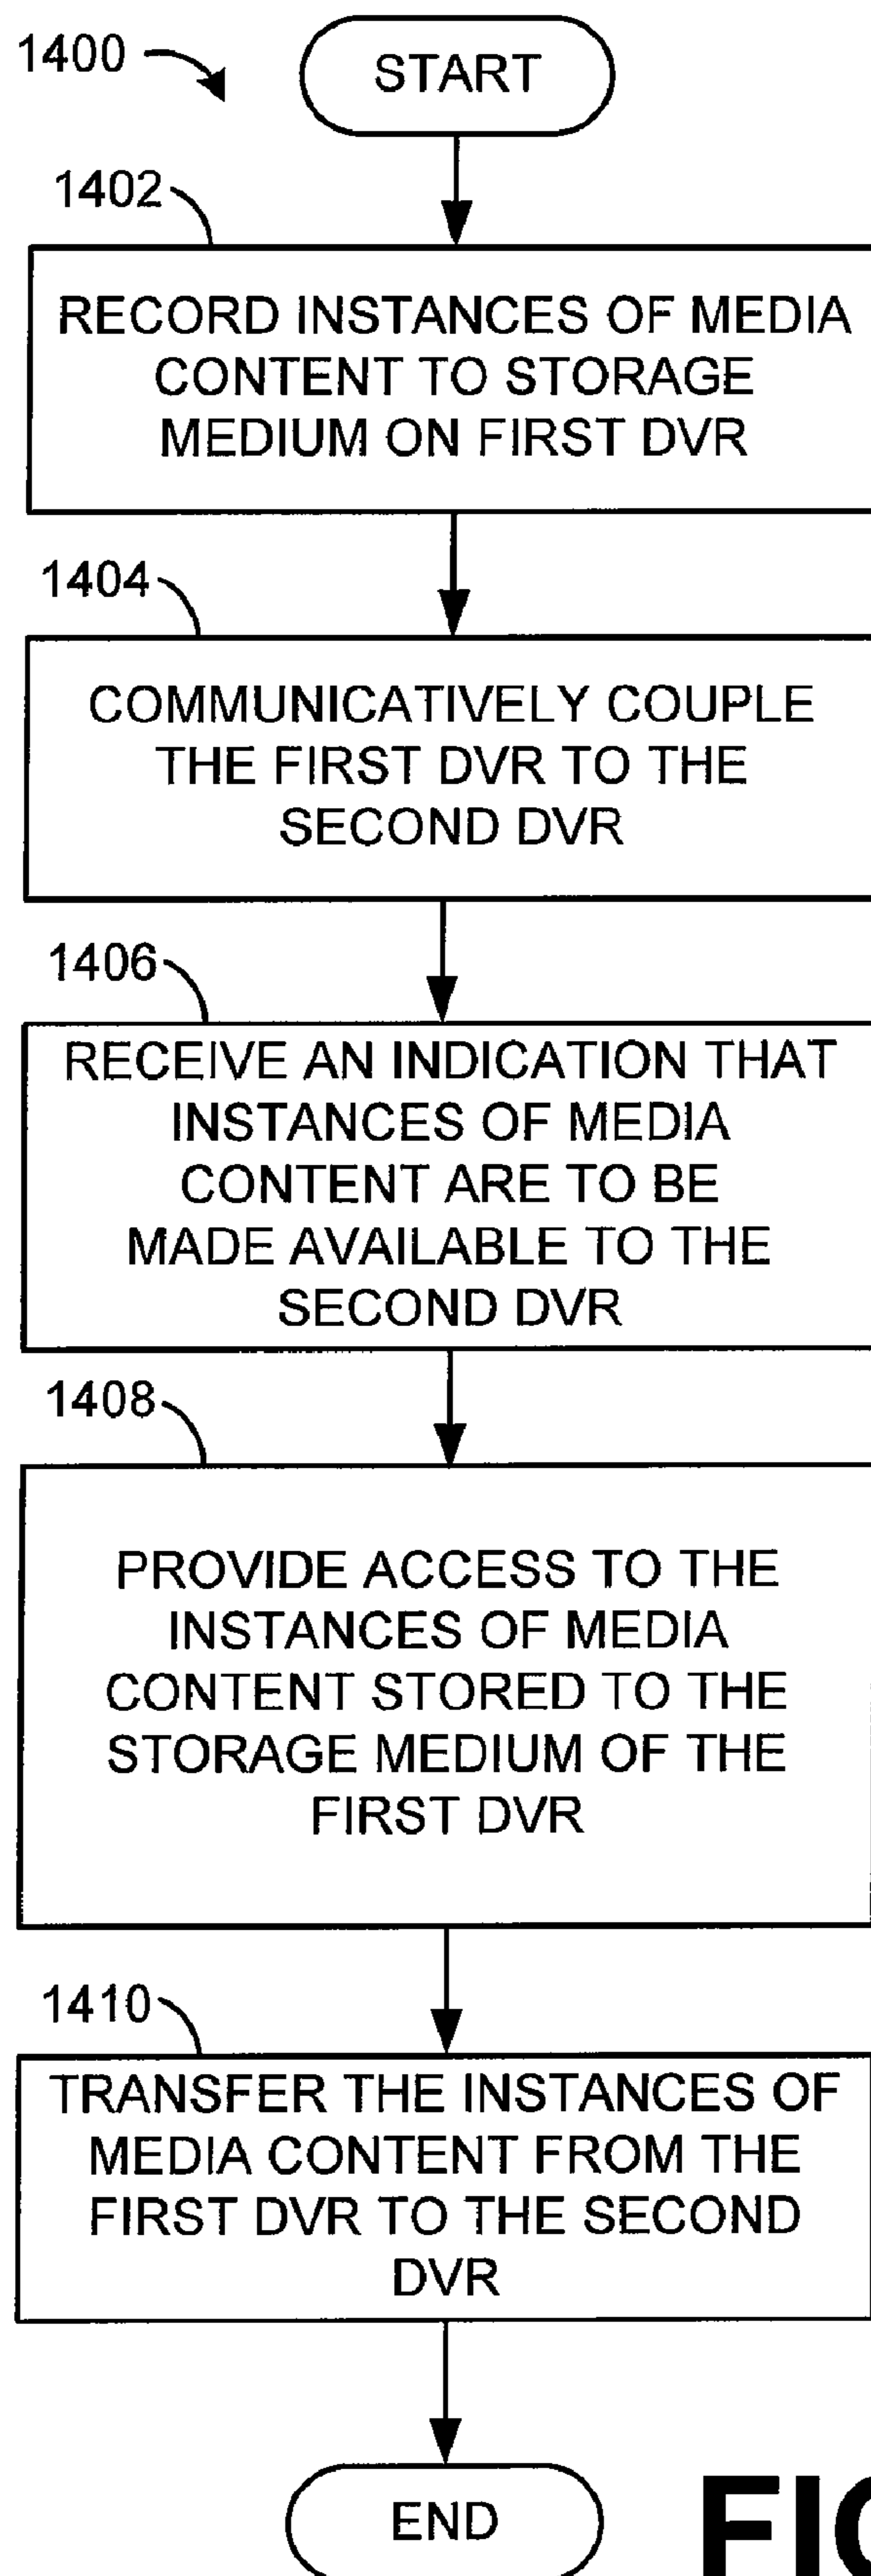 1400
START
1402
RECORD INSTANCES OF MEDIA
CONTENT TO STORAGE
MEDIUM ON FIRST DVR
1404
COMMUNICATIVELY COUPLE
THE FIRST DVR TO THE
SECOND DVR
1406
RECEIVE AN INDICATION THAT
INSTANCES OF MEDIA
CONTENT ARE TO BE
MADE AVAILABLE TO THE
SECOND DVR
1408
PROVIDE ACCESS TO THE
INSTANCES OF MEDIA
CONTENT STORED TO THE
STORAGE MEDIUM OF THE
FIRST DVR
1410
TRANSFER THE INSTANCES OF
MEDIA CONTENT FROM THE
FIRST DVR TO THE SECOND
DVR
END